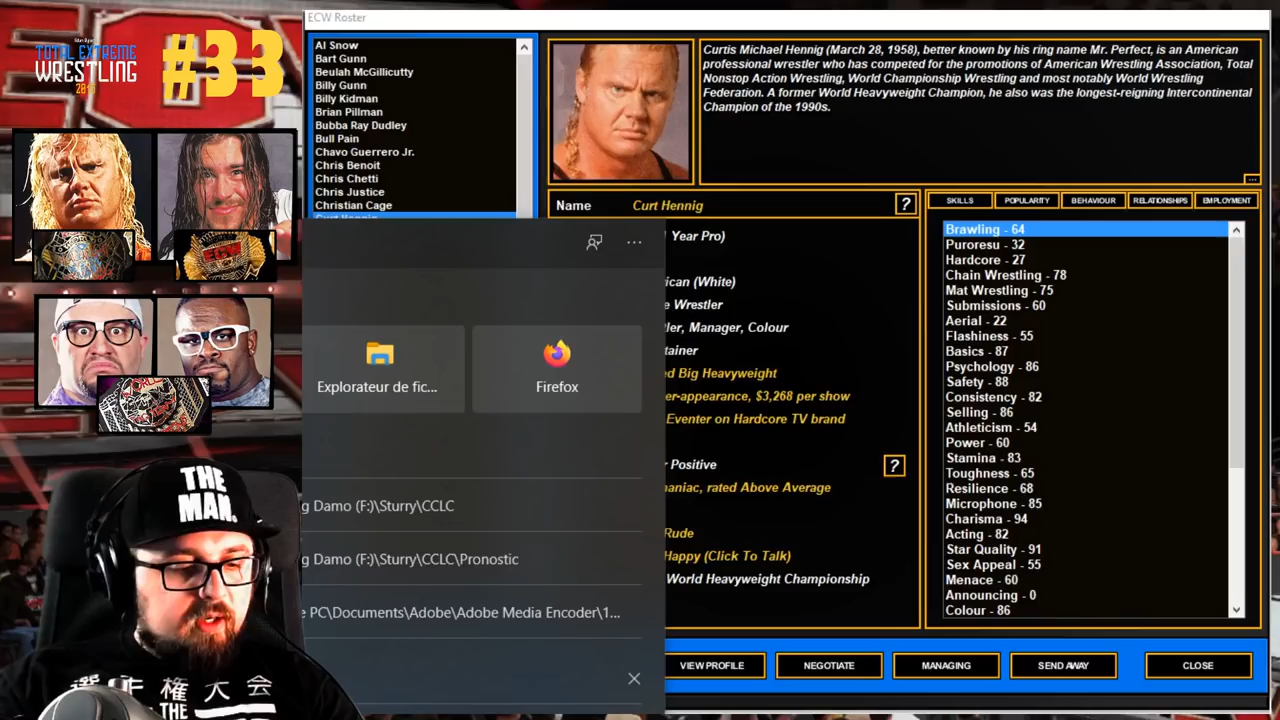 ECW Roster
TOTAL EXTREME
WRESTLING
#33
Al Snow
Bart Gunn
Beulah McGillicutty
Billy Gunn
Billy Kidman
Brian Pillman
Bubba Ray Dudley
Bull Pain
Chavo Guerrero Jr.
Chris Benoit
Chris Chetti
Chris Justice
Christian Cage
Curtis Michael Hennig (March 28, 1958), better known by his ring name Mr. Perfect, is an American
professional wrestler who has competed for the promotions of American Wrestling Association, Total
Nonstop Action Wrestling, World Championship Wrestling and most notably World Wrestling
Federation. A former World Heavyweight Champion, he also was the longest-reigning Intercontinental
Champion of the 1990s.
...
Name Curt Hennig ?
Year Pro)
ican (White)
e Wrestler
ler, Manager, Colour
tainer
d Big Heavyweight
er-appearance, $3,268 per show
Eventer on Hardcore TV brand
r Positive ?
naniac, rated Above Average
Rude
Happy (Click To Talk)
World Heavyweight Championship
SKILLS POPULARITY BEHAVIOUR RELATIONSHIPS EMPLOYMENT
Brawling - 64
Puroresu - 32
Hardcore - 27
Chain Wrestling - 78
Mat Wrestling - 75
Submissions - 60
Aerial - 22
Flashiness - 55
Basics - 87
Psychology - 86
Safety - 88
Consistency - 82
Selling - 86
Athleticism - 54
Power - 60
Stamina - 83
Toughness - 65
Resilience - 68
Microphone - 85
Charisma - 94
Acting - 82
Star Quality - 91
Sex Appeal - 55
Menace - 60
Announcing - 0
Colour - 86
Explorateur de fic...
Firefox
g Damo (F:)\Sturry\CCLC
g Damo (F:)\Sturry\CCLC\Pronostic
e PC\Documents\Adobe\Adobe Media Encoder\1...
VIEW PROFILE NEGOTIATE MANAGING SEND AWAY CLOSE
THE
MAN.
選手権大会
THE